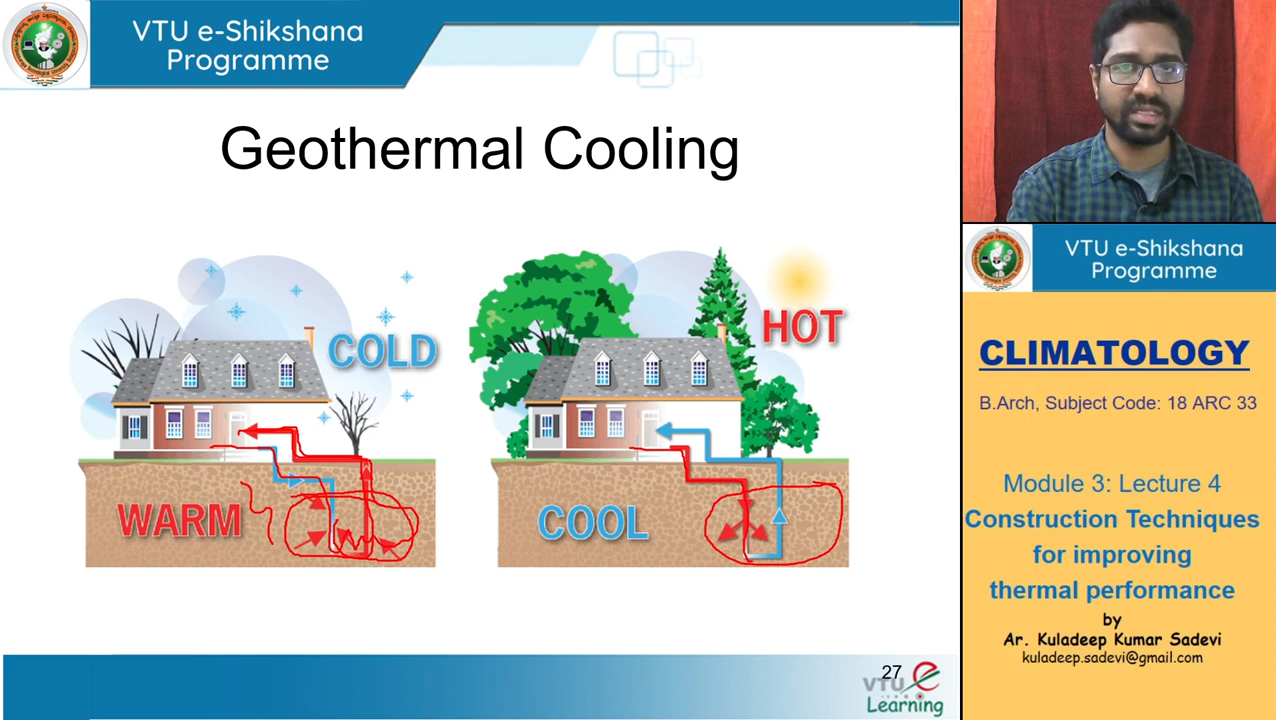 VTU e-Shikshana
Programme
Geothermal Cooling
COLD
HOT
WARM
COOL
27
VTU e
Learning
VTU e-Shikshana
Programme
CLIMATOLOGY
B.Arch, Subject Code: 18 ARC 33
Module 3: Lecture 4
Construction Techniques
for improving
thermal performance
by
Ar. Kuladeep Kumar Sadevi
kuladeep.sadevi@gmail.com